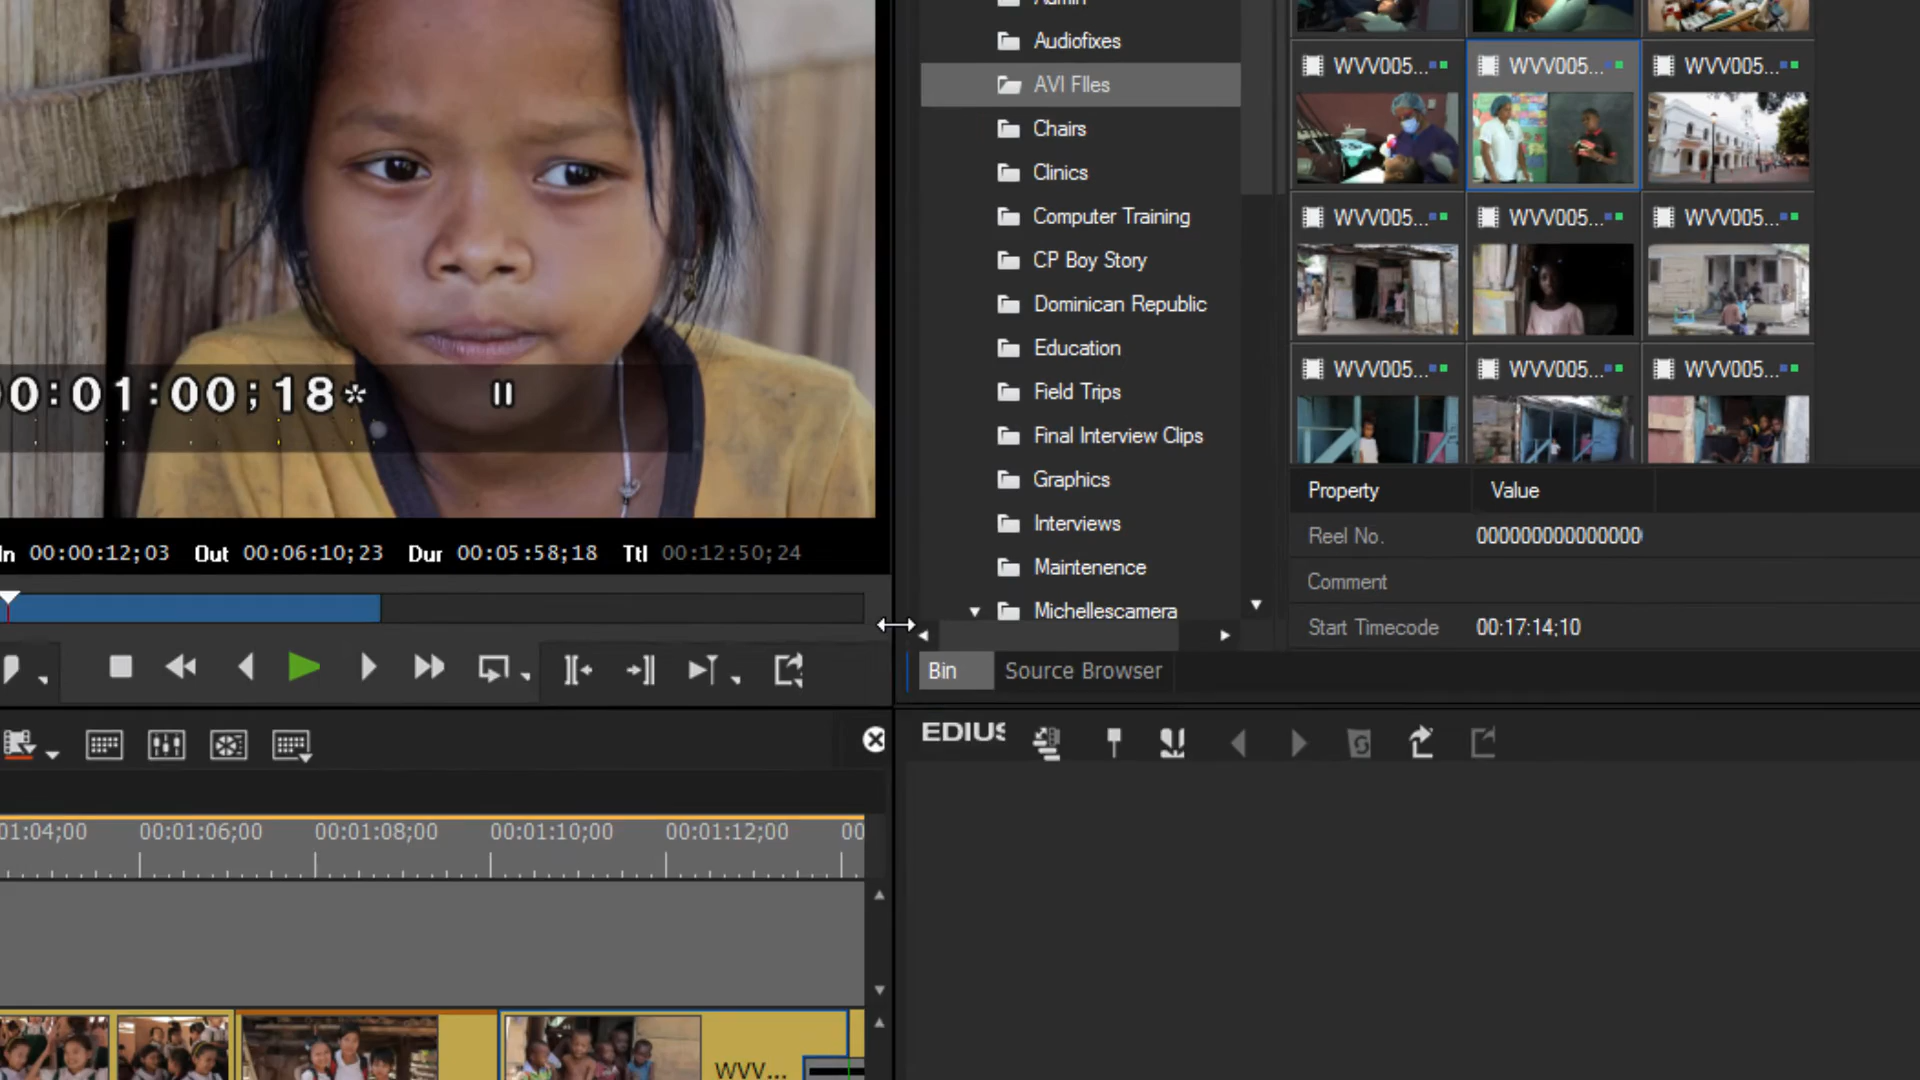 Audiofixes
AVI FIles
Chairs
Clinics
Computer Training
CP Boy Story
Dominican Republic
Education
Field Trips
Final Interview Clips
Graphics
Interviews
Maintenence
Michellescamera
WVV005...
WVV005...
WVV005...
WVV005...
WVV005...
WVV005...
WVV005...
WVV005...
WVV005...
Property Value
Reel No. 0000000000000000
Comment
Start Timecode 00:17:14;10
00:01:00;18*
In 00:00:12;03 Out 00:06:10;23 Dur 00:05:58;18 Ttl 00:12:50;24
Bin Source Browser
EDIUS
01:04;00 00:01:06;00 00:01:08;00 00:01:10;00 00:01:12;00 00
WVV...